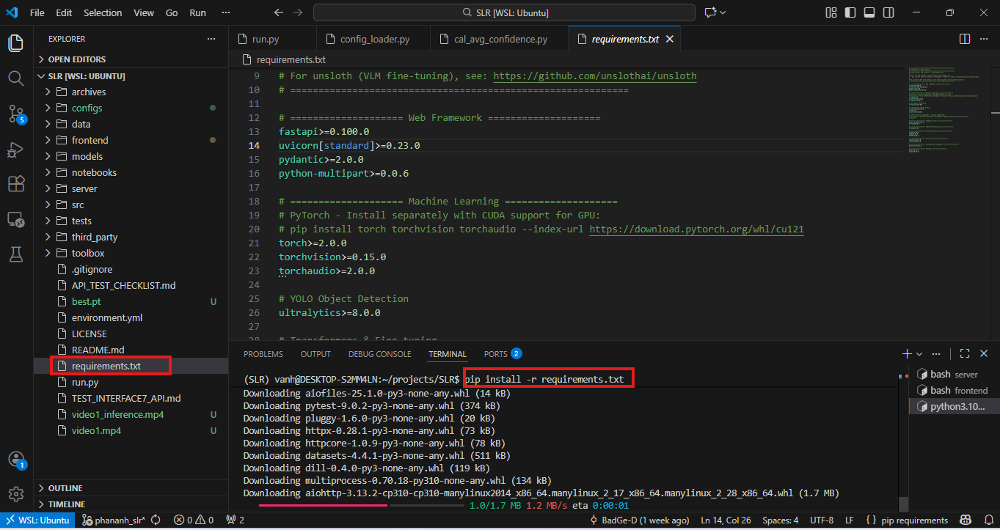 File Edit Selection View Go Run ···
SLR [WSL: Ubuntu]
EXPLORER
OPEN EDITORS
SLR [WSL: UBUNTU]
archives
configs
data
frontend
models
notebooks
server
src
tests
third_party
toolbox
.gitignore
API_TEST_CHECKLIST.md
best.pt U
environment.yml
LICENSE
README.md
requirements.txt
run.py
TEST_INTERFACE7_API.md
video1_inference.mp4 U
video1.mp4 U
OUTLINE
TIMELINE
5
1
run.py config_loader.py cal_avg_confidence.py requirements.txt
requirements.txt
9 # For unsloth (VLM fine-tuning), see: https://github.com/unslothai/unsloth
10 # ============================================================
11
12 # ==================== Web Framework ====================
13 fastapi>=0.100.0
14 uvicorn[standard]>=0.23.0
15 pydantic>=2.0.0
16 python-multipart>=0.0.6
17
18 # ==================== Machine Learning ====================
19 # PyTorch - Install separately with CUDA support for GPU:
20 # pip install torch torchvision torchaudio --index-url https://download.pytorch.org/whl/cu121
21 torch>=2.0.0
22 torchvision>=0.15.0
23 torchaudio>=2.0.0
24
25 # YOLO Object Detection
26 ultralytics>=8.0.0
27
28 # Transformers & Fine-tuning
PROBLEMS OUTPUT DEBUG CONSOLE TERMINAL PORTS 2
(SLR) vanh@DESKTOP-S2MM4LN:~/projects/SLR$ pip install -r requirements.txt
Downloading aiofiles-25.1.0-py3-none-any.whl (14 kB)
Downloading pytest-9.0.2-py3-none-any.whl (374 kB)
Downloading pluggy-1.6.0-py3-none-any.whl (20 kB)
Downloading httpx-0.28.1-py3-none-any.whl (73 kB)
Downloading httpcore-1.0.9-py3-none-any.whl (78 kB)
Downloading datasets-4.4.1-py3-none-any.whl (511 kB)
Downloading dill-0.4.0-py3-none-any.whl (119 kB)
Downloading multiprocess-0.70.18-py310-none-any.whl (134 kB)
Downloading aiohttp-3.13.2-cp310-cp310-manylinux2014_x86_64.manylinux_2_17_x86_64.manylinux_2_28_x86_64.whl (1.7 MB)
1.0/1.7 MB 1.2 MB/s eta 0:00:01
bash server
bash frontend
python3.10...
WSL: Ubuntu phananh_slr* 0 0 2 BadGe-D (1 week ago) Ln 14, Col 26 Spaces: 4 UTF-8 LF { } pip requirements